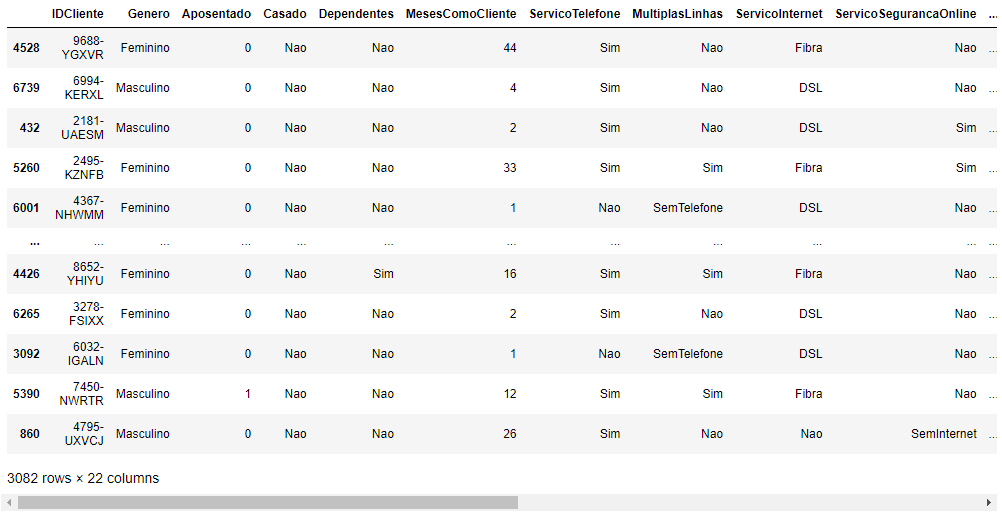 IDCliente Genero Aposentado Casado Dependentes MesesComoCliente ServicoTelefone MultiplasLinhas ServicoInternet ServicoSegurancaOnline ...
4528 9688-YGXVR Feminino 0 Nao Nao 44 Sim Nao Fibra Nao ...
6739 6994-KERXL Masculino 0 Nao Nao 4 Sim Nao DSL Nao ...
432 2181-UAESM Masculino 0 Nao Nao 2 Sim Nao DSL Sim ...
5260 2495-KZNFB Feminino 0 Nao Nao 33 Sim Sim Fibra Sim ...
6001 4367-NHWMM Feminino 0 Nao Nao 1 Nao SemTelefone DSL Nao ...
... ... ... ... ... ... ... ... ... ... ... ...
4426 8652-YHIYU Feminino 0 Nao Sim 16 Sim Sim Fibra Nao ...
6265 3278-FSIXX Feminino 0 Nao Nao 2 Sim Nao DSL Nao ...
3092 6032-IGALN Feminino 0 Nao Nao 1 Nao SemTelefone DSL Nao ...
5390 7450-NWRTR Masculino 1 Nao Nao 12 Sim Sim Fibra Nao ...
860 4795-UXVCJ Masculino 0 Nao Nao 26 Sim Nao Nao SemInternet ...
3082 rows × 22 columns